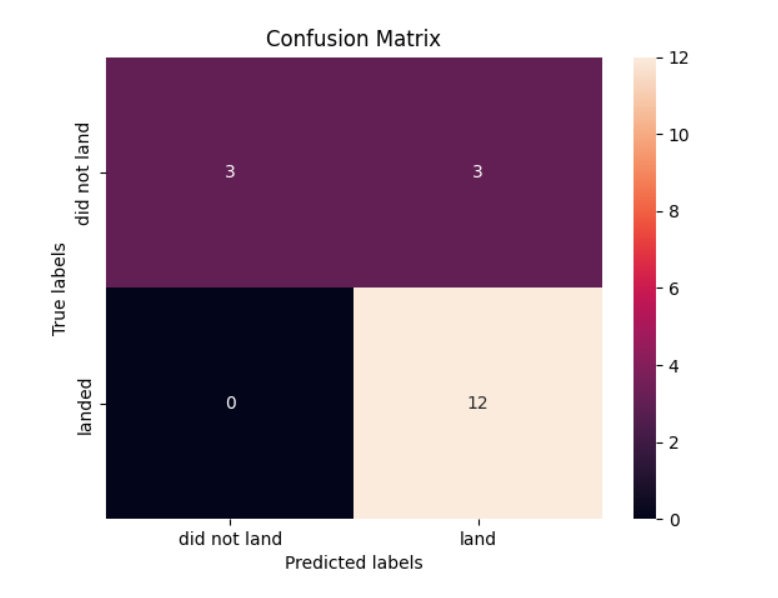 Confusion Matrix
True labels
did not land
landed
3
3
0
12
did not land
land
Predicted labels
12
10
8
6
4
2
0